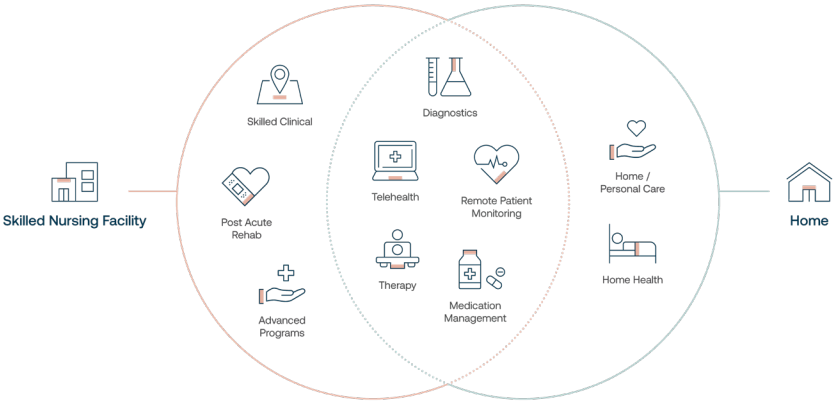 Skilled Nursing Facility
Skilled Clinical
Post Acute
Rehab
Advanced
Programs
Diagnostics
Telehealth
Remote Patient
Monitoring
Therapy
Medication
Management
Home /
Personal Care
Home Health
Home